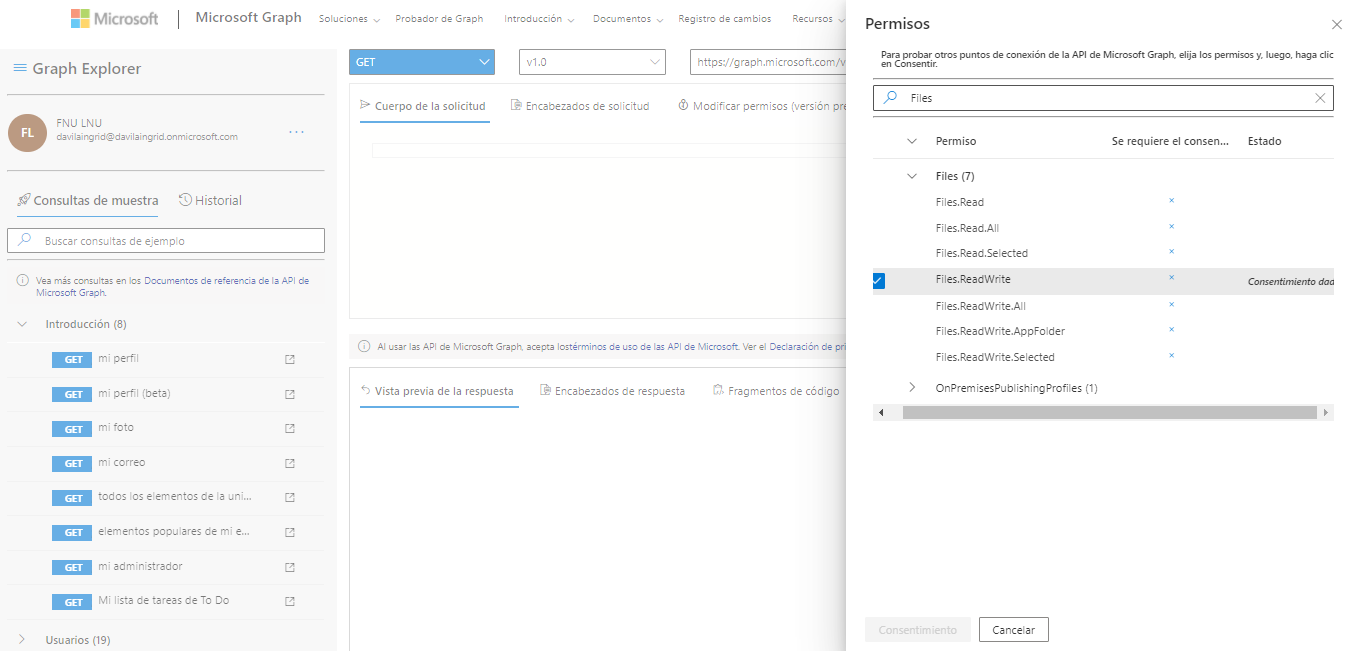 Microsoft
Microsoft Graph
Soluciones
Probador de Graph
Introducción
Documentos
Registro de cambios
Recursos
Graph Explorer
FL
FNU LNU
davilaingrid@davilaingrid.onmicrosoft.com
...
Consultas de muestra
Historial
Buscar consultas de ejemplo
Vea más consultas en los Documentos de referencia de la API de
Microsoft Graph.
Introducción (8)
GET mi perfil
GET mi perfil (beta)
GET mi foto
GET mi correo
GET todos los elementos de la uni...
GET elementos populares de mi e...
GET mi administrador
GET Mi lista de tareas de To Do
Usuarios (19)
GET
v1.0
https://graph.microsoft.com/v
Cuerpo de la solicitud
Encabezados de solicitud
Modificar permisos (versión pre
Al usar las API de Microsoft Graph, acepta lostérminos de uso de las API de Microsoft. Ver el Declaración de pri
Vista previa de la respuesta
Encabezados de respuesta
Fragmentos de código
Permisos
Para probar otros puntos de conexión de la API de Microsoft Graph, elija los permisos y, luego, haga clic
en Consentir.
Files
Permiso
Se requiere el consen...
Estado
Files (7)
Files.Read
Files.Read.All
Files.Read.Selected
Files.ReadWrite
Consentimiento dad
Files.ReadWrite.All
Files.ReadWrite.AppFolder
Files.ReadWrite.Selected
OnPremisesPublishingProfiles (1)
Consentimiento
Cancelar